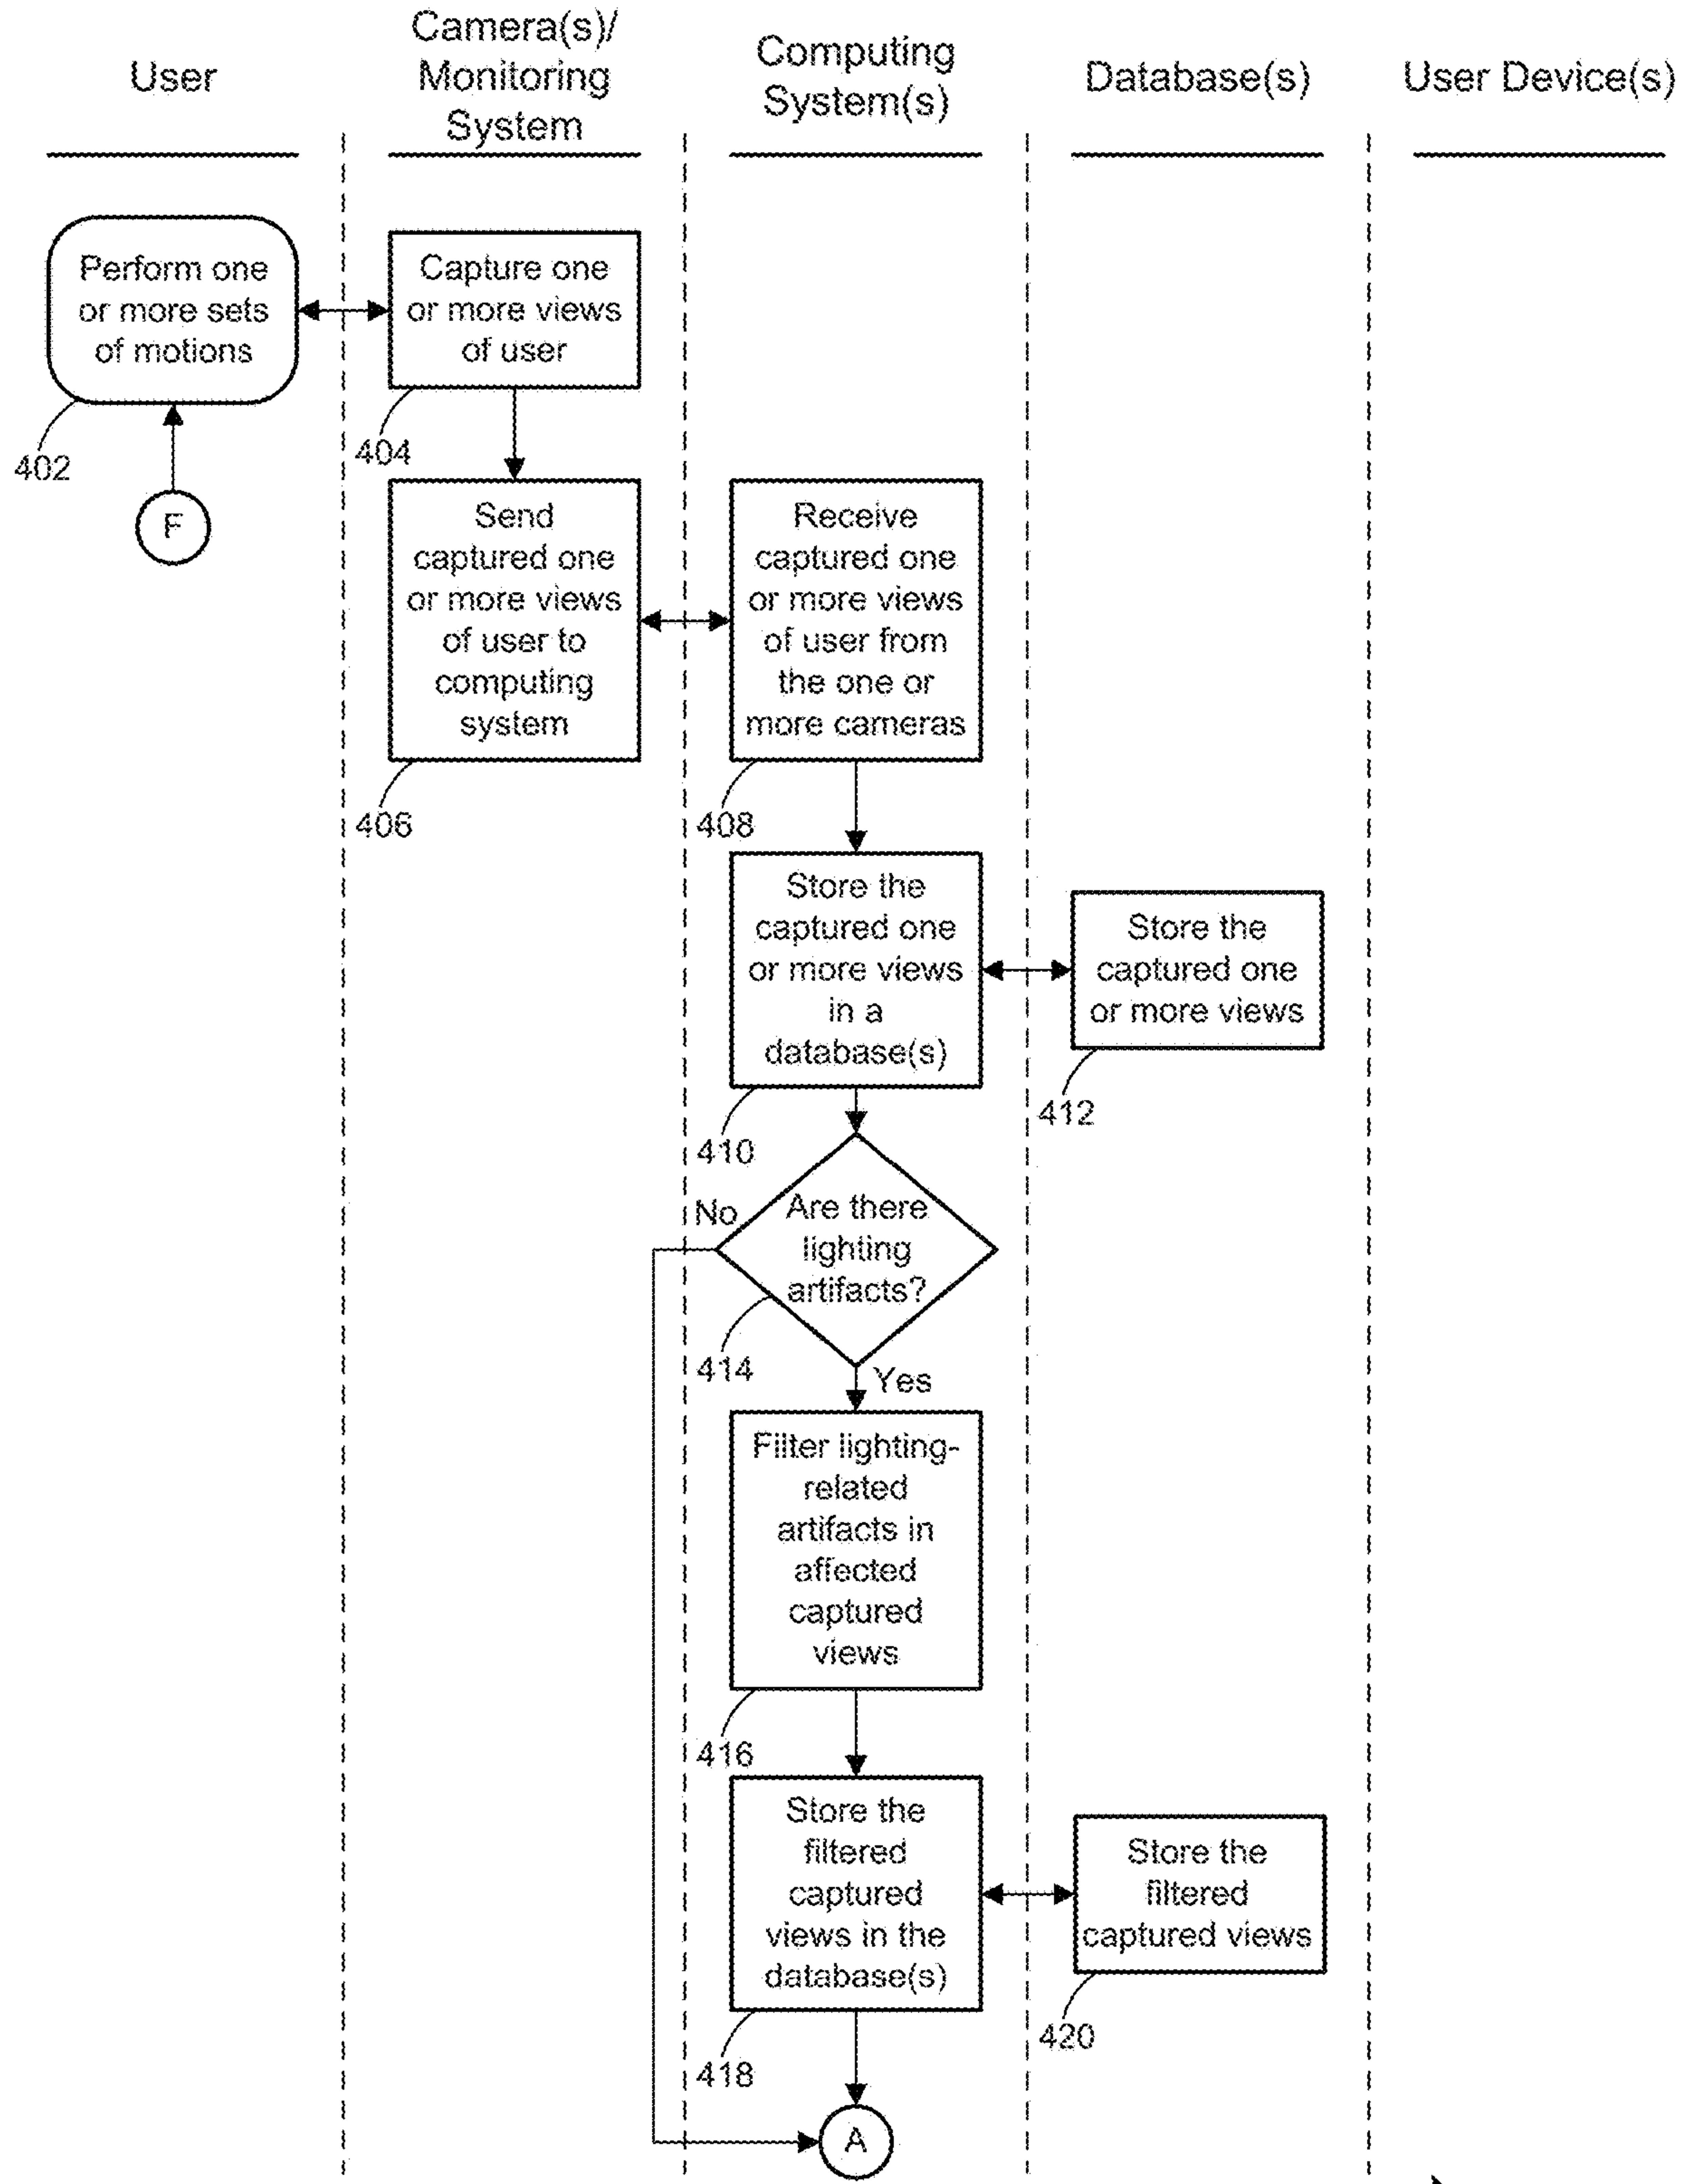 User
Camera(s)/
Monitoring
System
Computing
System(s)
Database(s)
User Device(s)
Perform one
or more sets
of motions
402
F
Capture one
or more views
of user
404
Send
captured one
or more views
of user to
computing
system
406
Receive
captured one
or more views
of user from
the one or
more cameras
408
Store the
captured one
or more views
in a
database(s)
410
Store the
captured one
or more views
412
Are there
lighting
artifacts?
No
414
Yes
Filter lighting-
related
artifacts in
affected
captured
views
416
Store the
filtered
captured
views in the
database(s)
418
Store the
filtered
captured views
420
A